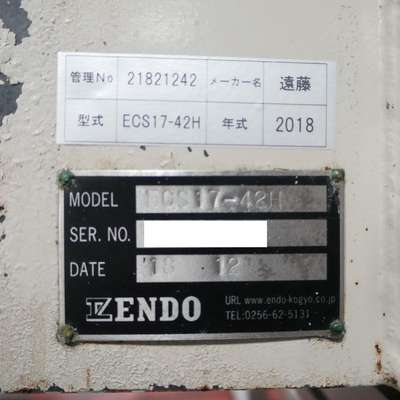 管理No 21821242 メーカー名 遠藤
型式 ECS17-42H 年式 2018
MODEL ECS17-42H
SER. NO.
DATE '18 12
ENDO
URL www.endo-kogyo.co.jp
TEL:0256-62-5131